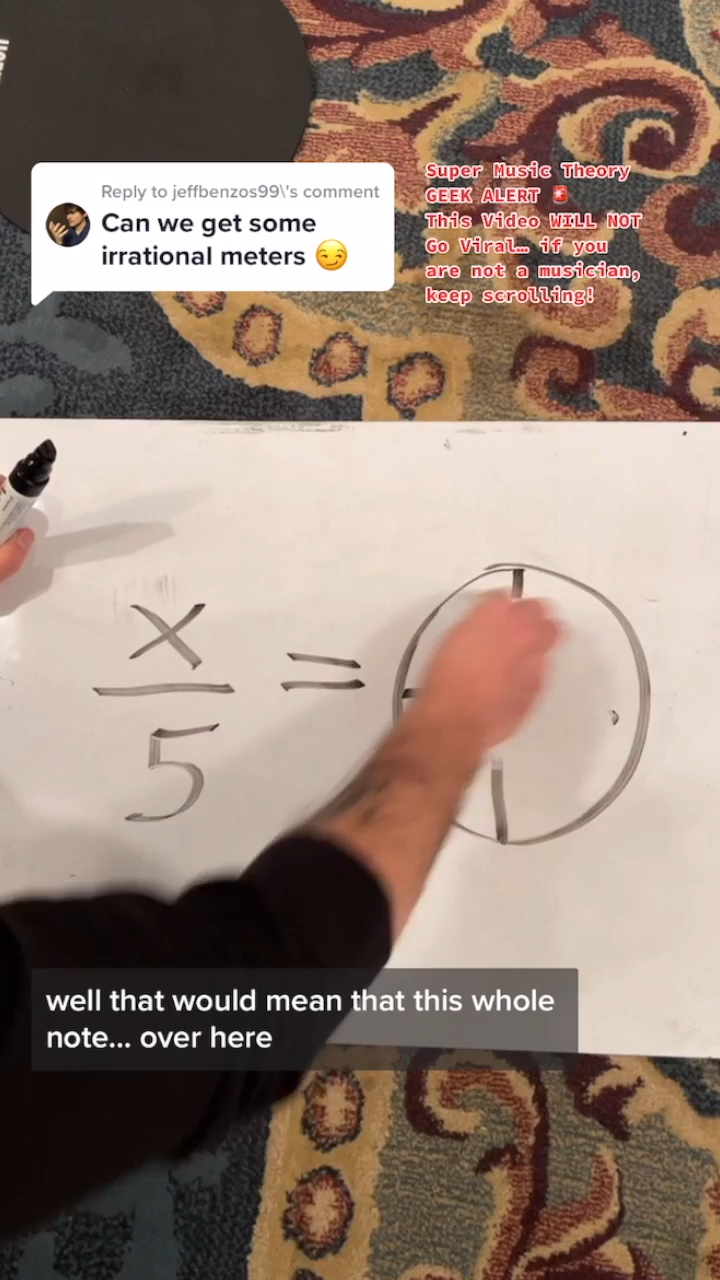 Reply to jeffbenzos99\'s comment
Can we get some
irrational meters 😏
Super Music Theory
GEEK ALERT 🚨
This Video WILL NOT
Go Viral… if you
are not a musician,
keep scrolling!
x
=
5
well that would mean that this whole
note... over here